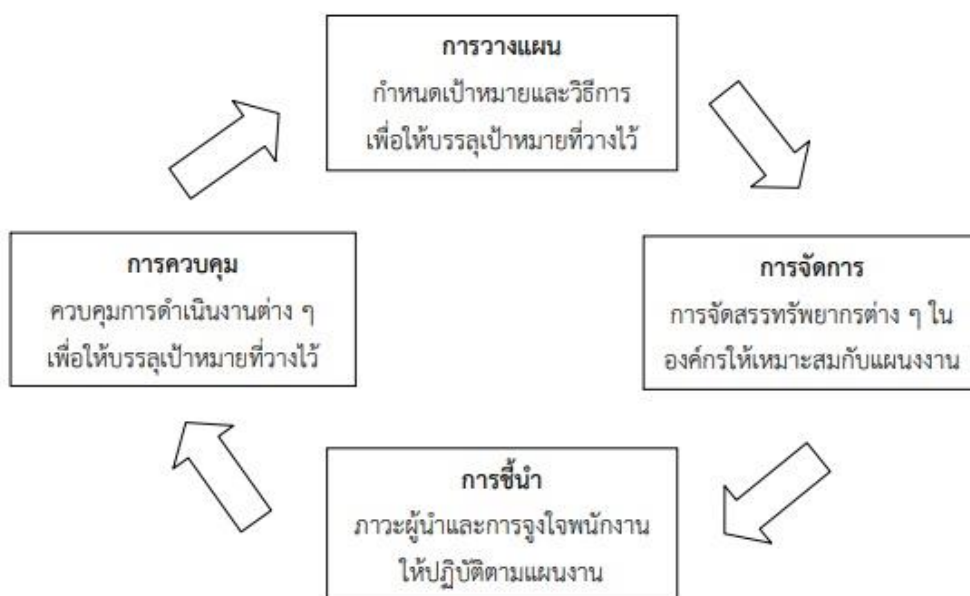 การวางแผน
กำหนดเป้าหมายและวิธีการ
เพื่อให้บรรลุเป้าหมายที่วางไว้
การจัดการ
การจัดสรรทรัพยากรต่าง ๆ ใน
องค์กรให้เหมาะสมกับแผนงงาน
การชี้นำ
ภาวะผู้นำและการจูงใจพนักงาน
ให้ปฏิบัติตามแผนงาน
การควบคุม
ควบคุมการดำเนินงานต่าง ๆ
เพื่อให้บรรลุเป้าหมายที่วางไว้